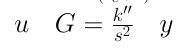 u G = k''/s² y